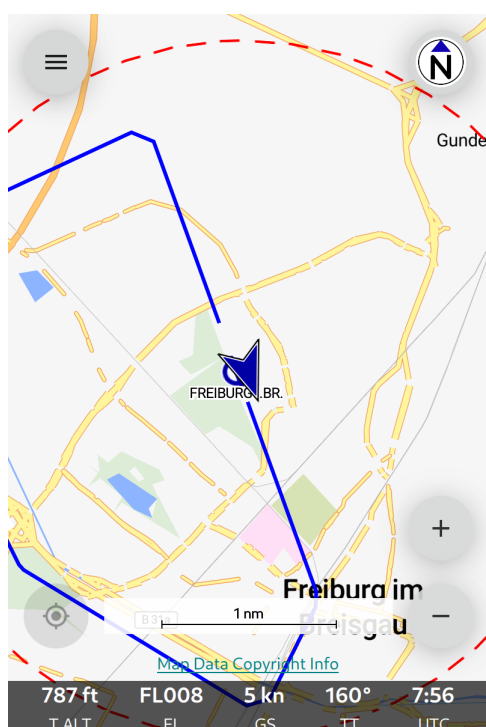 N
Gunde
FREIBURG
.BR.
Freiburg im
Breisgau
B 31a
1 nm
Map Data Copyright Info
787 ft FL008 5 kn 160° 7:56
T ALT FL GS TT UTC